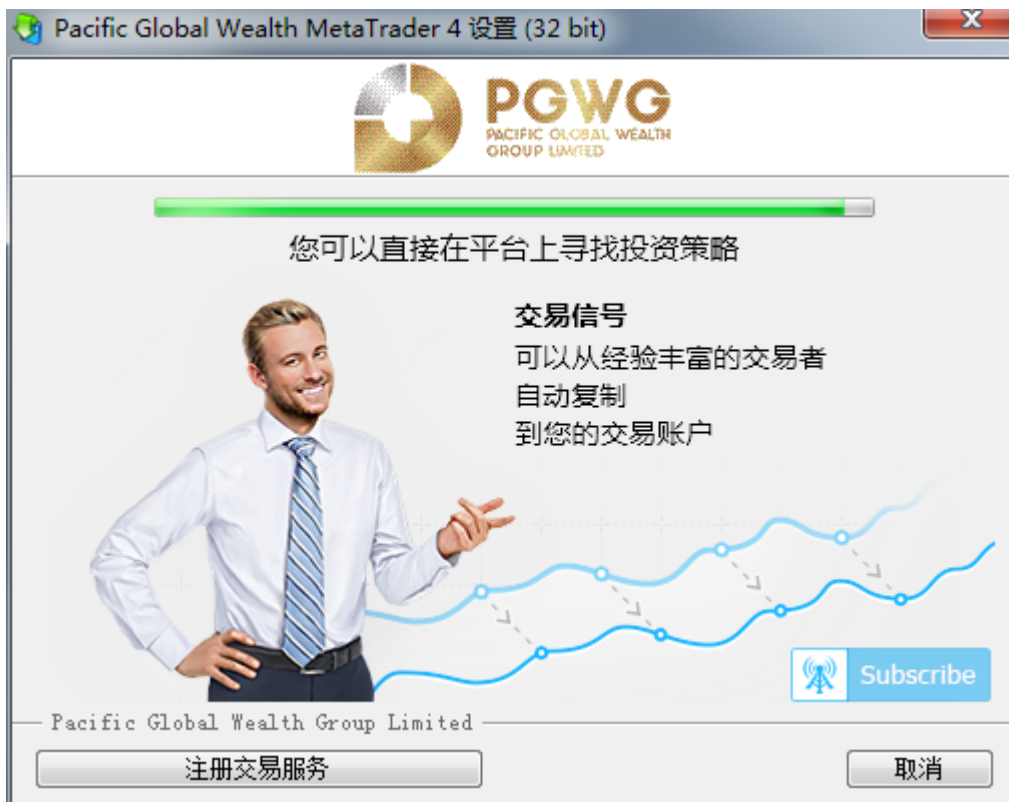 Pacific Global Wealth MetaTrader 4 设置 (32 bit)
PGWG
PACIFIC GLOBAL WEALTH
GROUP LIMITED
您可以直接在平台上寻找投资策略
交易信号
可以从经验丰富的交易者
自动复制
到您的交易账户
Subscribe
Pacific Global Wealth Group Limited
注册交易服务
取消